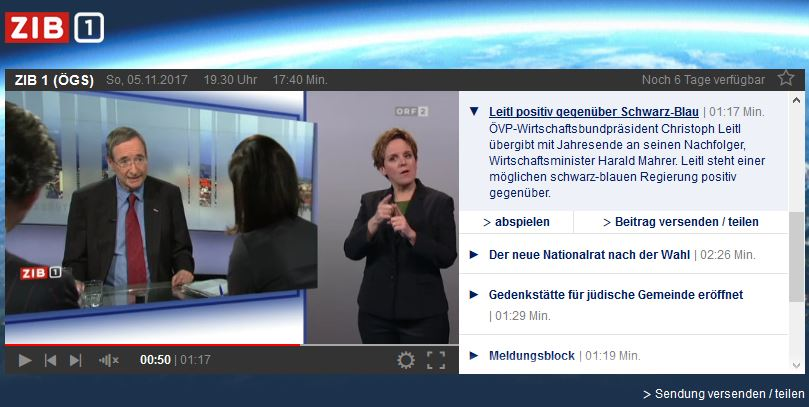 ZIB 1
ZIB 1 (ÖGS) So, 05.11.2017 19.30 Uhr 17:40 Min. Noch 6 Tage verfügbar
ORF 2
ZIB 1
00:50 | 01:17
Leitl positiv gegenüber Schwarz-Blau | 01:17 Min.
ÖVP-Wirtschaftsbundpräsident Christoph Leitl
übergibt mit Jahresende an seinen Nachfolger,
Wirtschaftsminister Harald Mahrer. Leitl steht einer
möglichen schwarz-blauen Regierung positiv
gegenüber.
> abspielen > Beitrag versenden / teilen
Der neue Nationalrat nach der Wahl | 02:26 Min.
Gedenkstätte für jüdische Gemeinde eröffnet
| 01:29 Min.
Meldungsblock | 01:19 Min.
> Sendung versenden / teilen